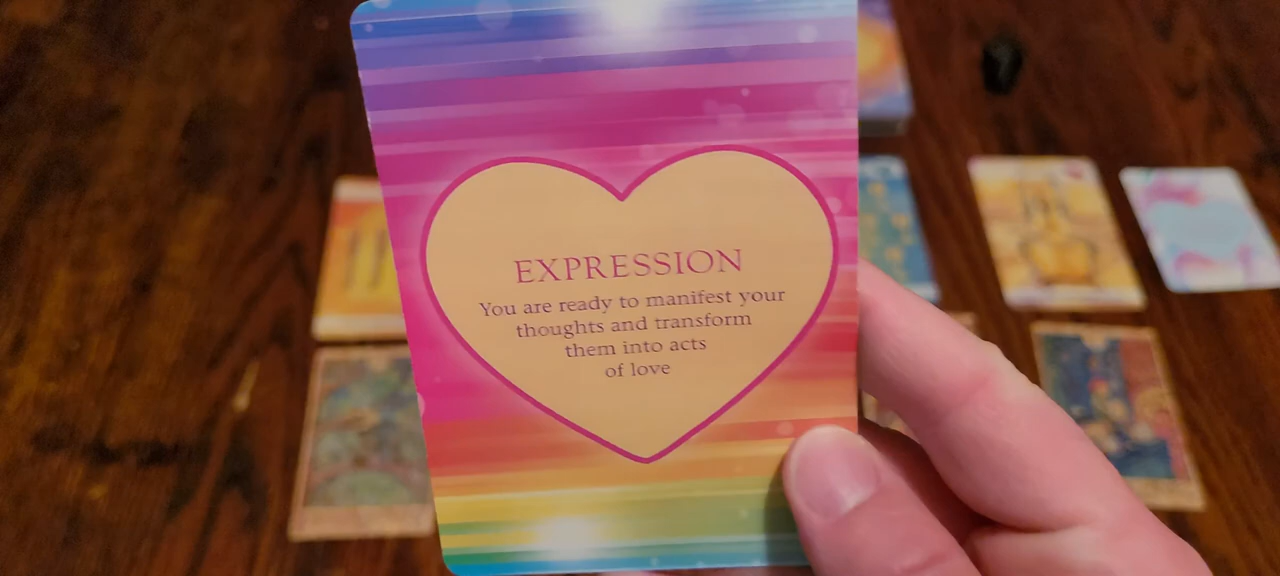 EXPRESSION
You are ready to manifest your
thoughts and transform
them into acts
of love